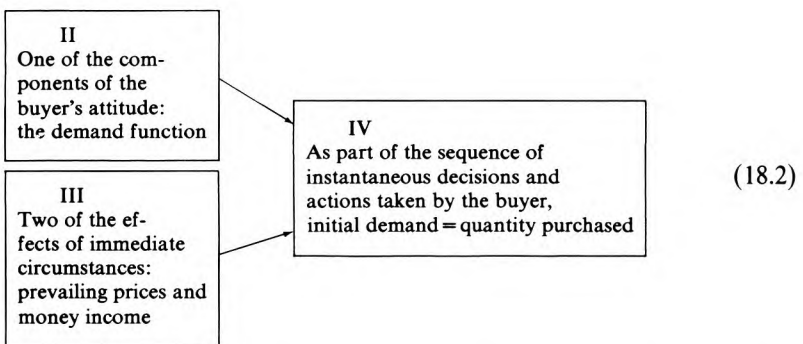 II
One of the com-
ponents of the
buyer's attitude:
the demand function
III
Two of the ef-
fects of immediate
circumstances:
prevailing prices and
money income
IV
As part of the sequence of
instantaneous decisions and
actions taken by the buyer,
initial demand = quantity purchased
(18.2)